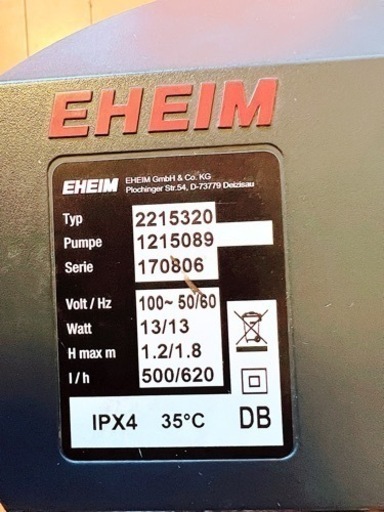 EHEIM
EHEIM EHEIM GmbH & Co. KG
Plochinger Str.54, D-73779 Deizisau
Typ 2215320
Pumpe 1215089
Serie 170806
Volt / Hz 100~ 50/60
Watt 13/13
H max m 1.2/1.8
l / h 500/620
IPX4 35°C DB